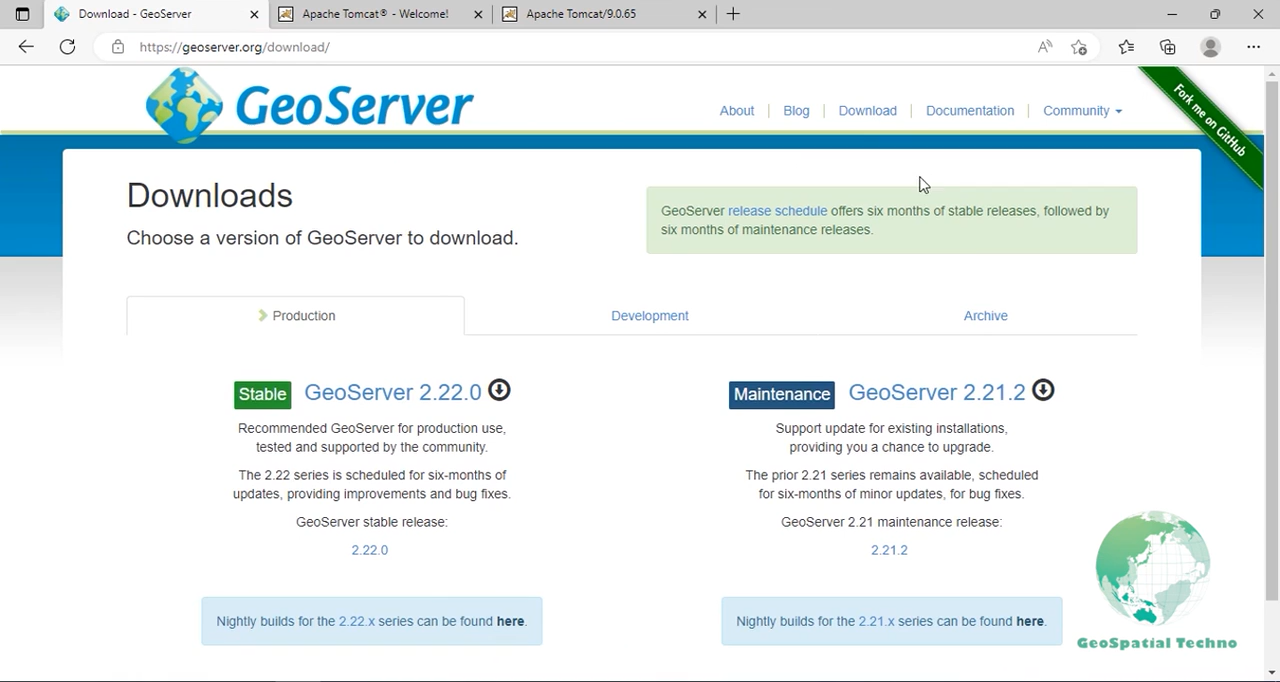 Download - GeoServer
Apache Tomcat® - Welcome!
Apache Tomcat/9.0.65
https://geoserver.org/download/
GeoServer
About
Blog
Download
Documentation
Community
Fork me on GitHub
Downloads
Choose a version of GeoServer to download.
GeoServer release schedule offers six months of stable releases, followed by
six months of maintenance releases.
Production
Development
Archive
Stable GeoServer 2.22.0
Recommended GeoServer for production use,
tested and supported by the community.
The 2.22 series is scheduled for six-months of
updates, providing improvements and bug fixes.
GeoServer stable release:
2.22.0
Nightly builds for the 2.22.x series can be found here.
Maintenance GeoServer 2.21.2
Support update for existing installations,
providing you a chance to upgrade.
The prior 2.21 series remains available, scheduled
for six-months of minor updates, for bug fixes.
GeoServer 2.21 maintenance release:
2.21.2
Nightly builds for the 2.21.x series can be found here.
GeoSpatial Techno